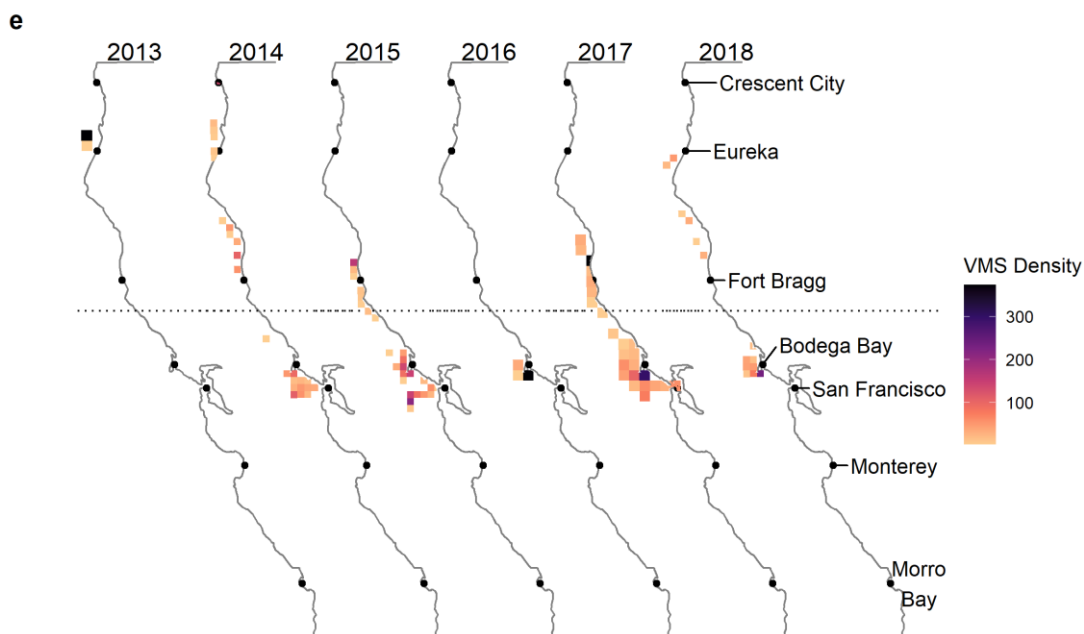 e
2013 2014 2015 2016 2017 2018
Crescent City
Eureka
Fort Bragg
Bodega Bay
San Francisco
Monterey
Morro
Bay
VMS Density
300
200
100